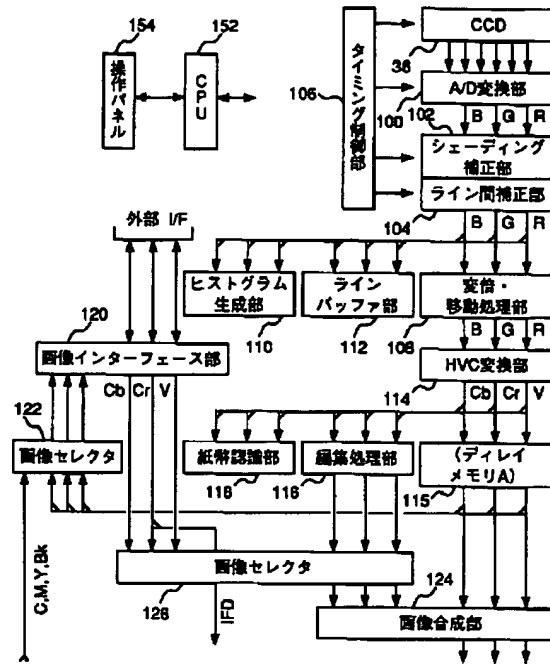 154
操作パネル
152
CPU
106
タイミング制御部
CCD
36
A/D変換部
100
102
B G R
シェーディング
補正部
ライン間補正部
104
B G R
外部 I/F
ヒストグラム
生成部
110
ライン
バッファ部
112
変倍・
移動処理部
108
B G R
120
画像インターフェース部
Cb Cr V
HVC変換部
114
Cb Cr V
122
画像セレクタ
紙幣認識部
118
編集処理部
116
(ディレイ
メモリA)
115
C,M,Y,Bk
画像セレクタ
126
IFD
124
画像合成部